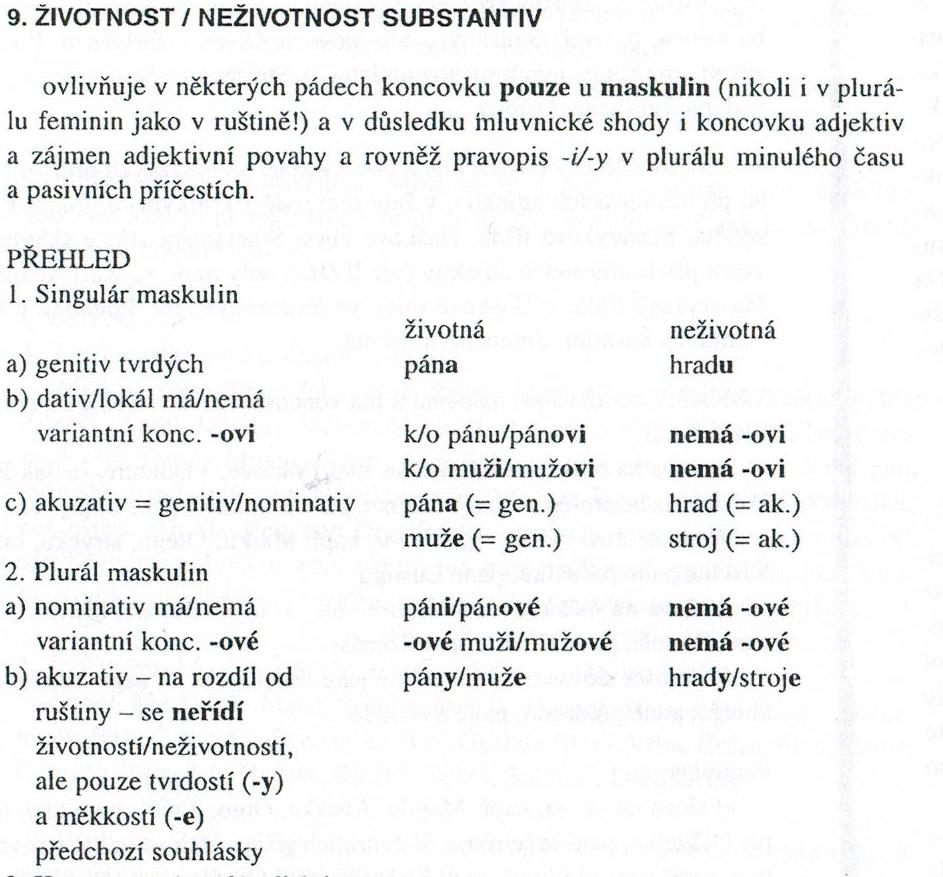 9. ŽIVOTNOST / NEŽIVOTNOST SUBSTANTIV
ovlivňuje v některých pádech koncovku pouze u maskulin (nikoli i v plurá-
lu feminin jako v ruštině!) a v důsledku mluvnické shody i koncovku adjektiv
a zájmen adjektivní povahy a rovněž pravopis -i/-y v plurálu minulého času
a pasivních příčestích.
PŘEHLED
1. Singulár maskulin
životná neživotná
a) genitiv tvrdých pána hradu
b) dativ/lokál má/nemá
variantní konc. -ovi k/o pánu/pánovi nemá -ovi
k/o muži/mužovi nemá -ovi
c) akuzativ = genitiv/nominativ pána (= gen.) hrad (= ak.)
muže (= gen.) stroj (= ak.)
2. Plurál maskulin
a) nominativ má/nemá páni/pánové nemá -ové
variantní konc. -ové -ové muži/mužové nemá -ové
b) akuzativ – na rozdíl od pány/muže hrady/stroje
ruštiny – se neřídí
životností/neživotností,
ale pouze tvrdostí (-y)
a měkkostí (-e)
předchozí souhlásky